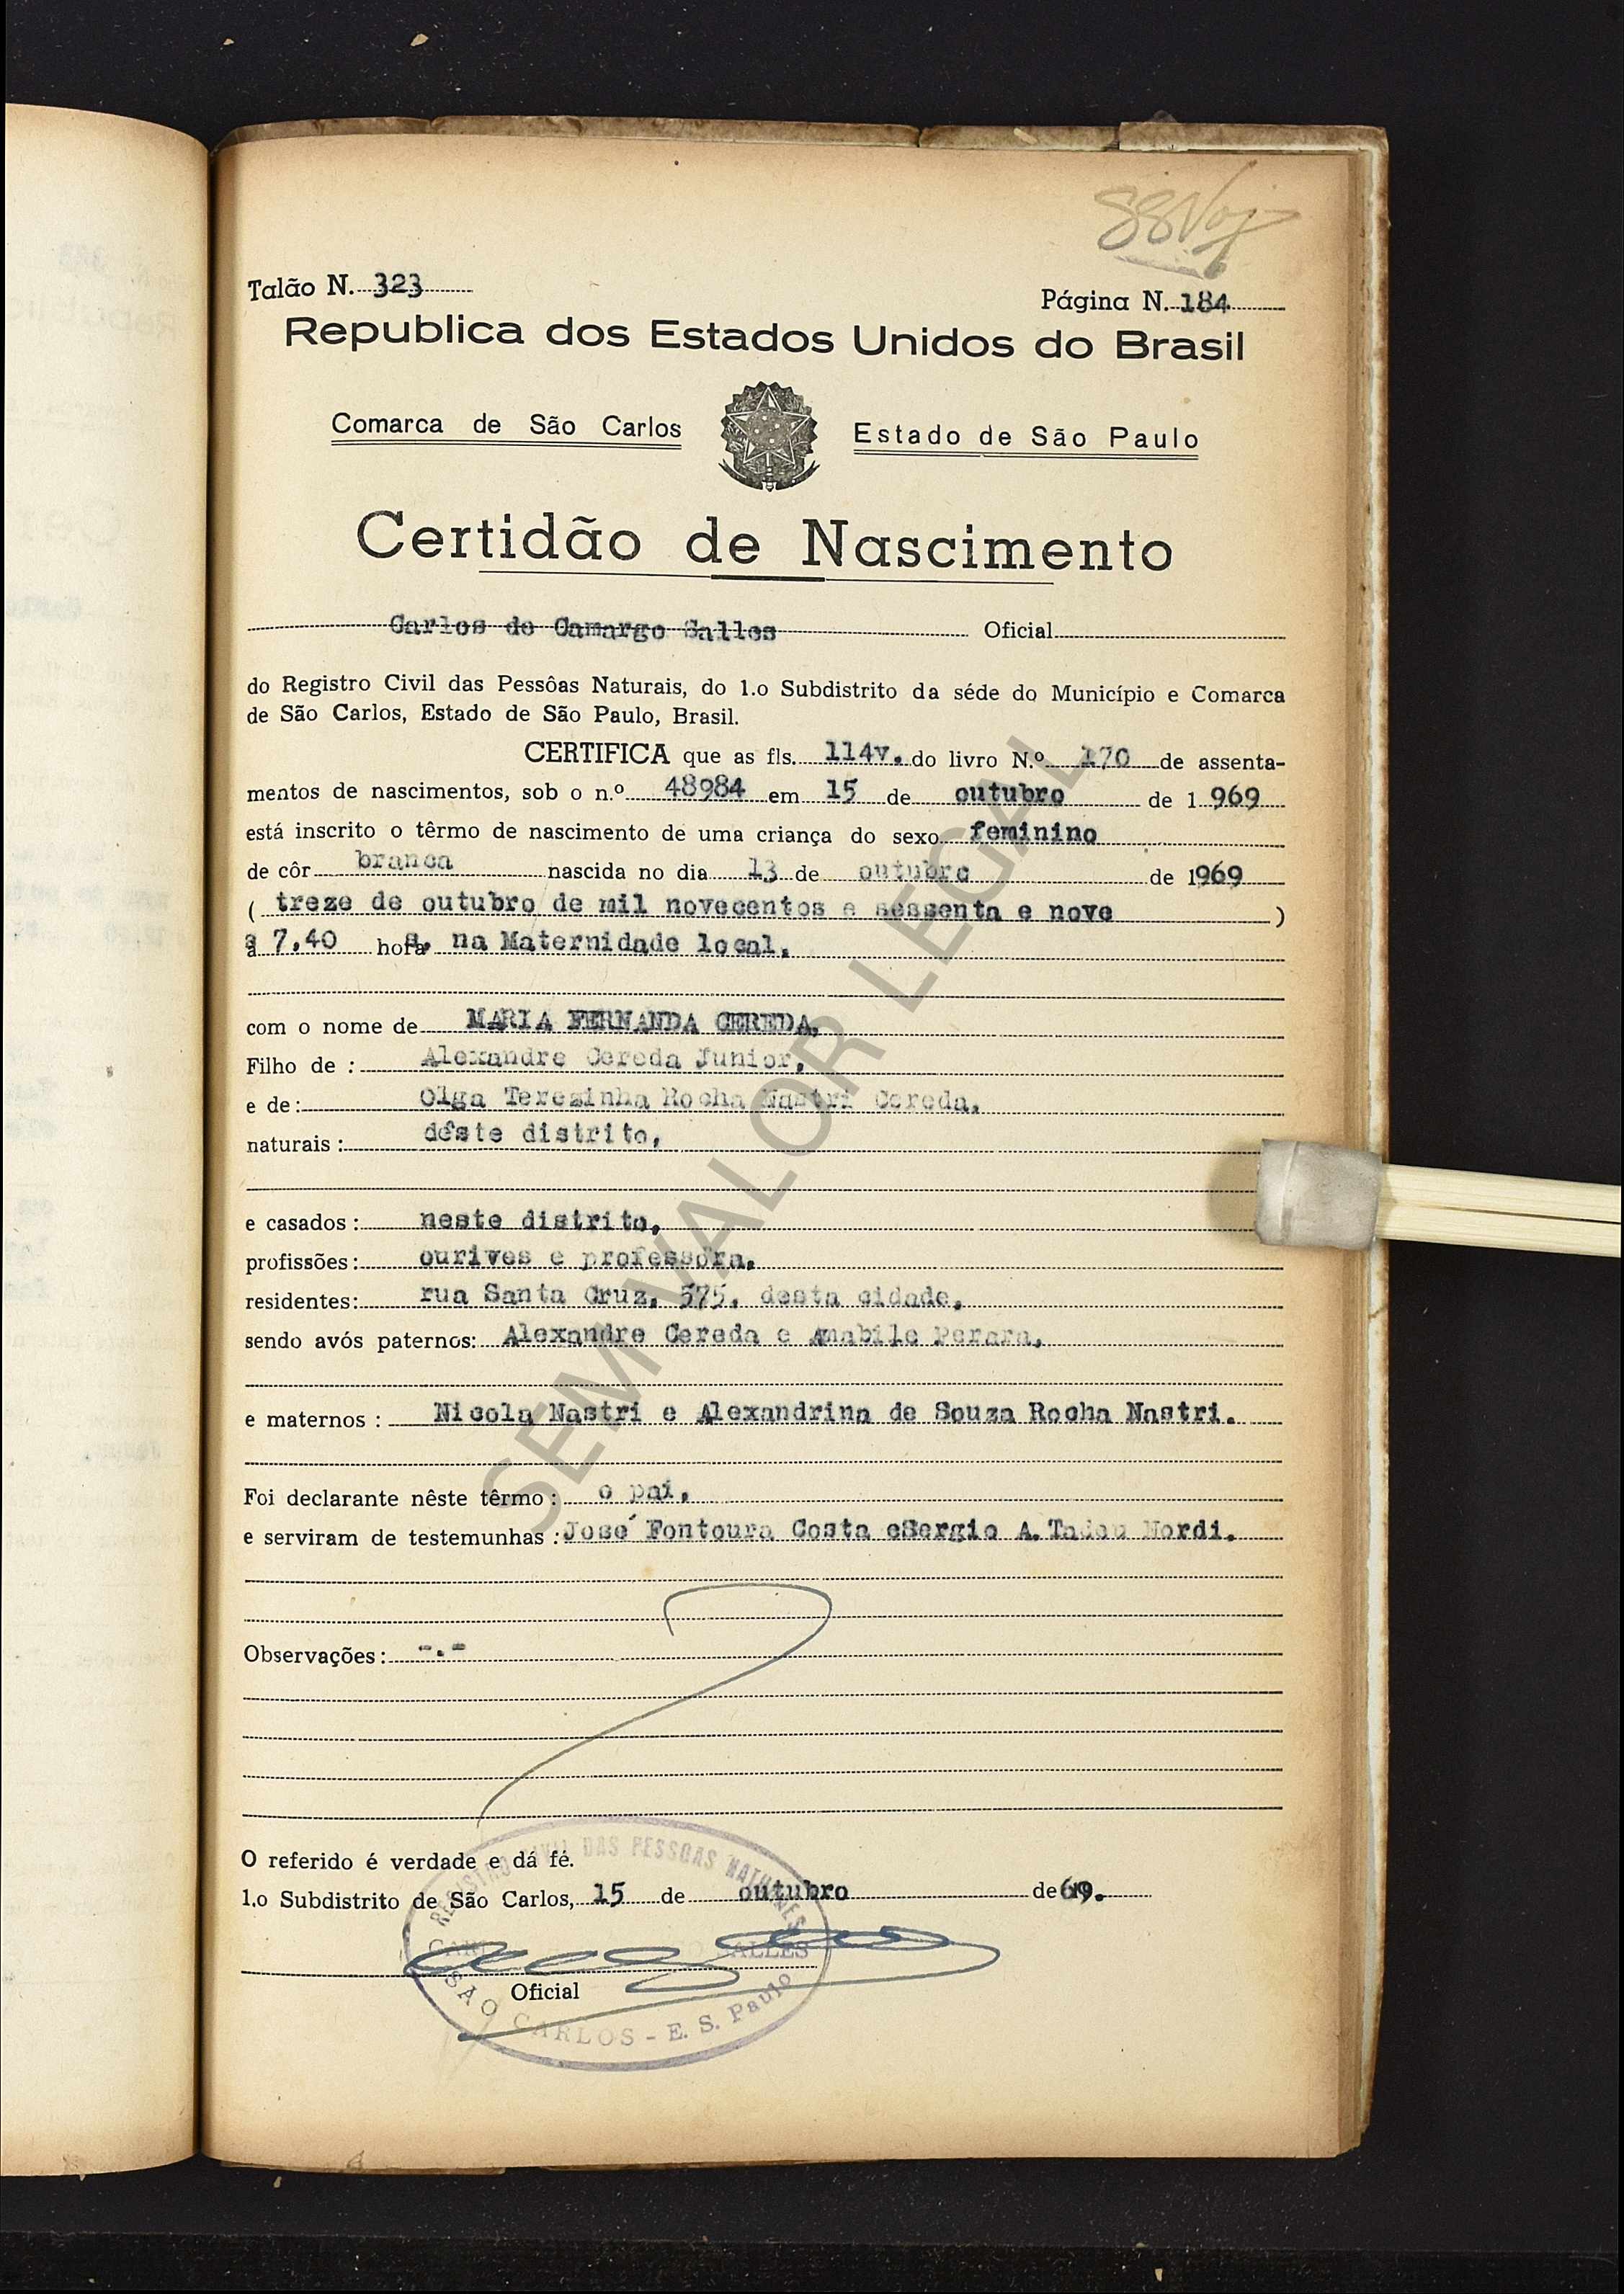 Talão N. 323
Página N. 184
Republica dos Estados Unidos do Brasil
Comarca de São Carlos
Estado de São Paulo
Certidão de Nascimento
Carlos de Camargo Salles Oficial
do Registro Civil das Pessôas Naturais, do 1.o Subdistrito da séde do Município e Comarca
de São Carlos, Estado de São Paulo, Brasil.
CERTIFICA que as fls. 114v. do livro N.º 170 de assenta-
mentos de nascimentos, sob o n.º 48984 em 15 de outubro de 1 969
está inscrito o têrmo de nascimento de uma criança do sexo feminino
de côr branca nascida no dia 13 de outubro de 1969
( treze de outubro de mil novecentos e sessenta e nove )
à 7,40 horas, na Maternidade local.
com o nome de MARIA FERNANDA CEREDA,
Filho de : Alexandre Cereda Junior,
e de: Olga Terezinha Rocha Nastri Cereda,
naturais : dêste distrito,
e casados : neste distrito,
profissões: ourives e professora,
residentes: rua Santa Cruz, 575, desta cidade,
sendo avós paternos: Alexandre Cereda e Amabile Perara,
e maternos : Nicola Nastri e Alexandrina de Souza Rocha Nastri.
Foi declarante nêste têrmo : o pai,
e serviram de testemunhas : José Fontoura Costa eSergio A. Tadeu Nordi.
Observações: -.-
O referido é verdade e dá fé.
1.o Subdistrito de São Carlos, 15 de outubro de 69.
Oficial
REGISTRO CIVIL DAS PESSOAS NATURAES
SALLES
SÃO CARLOS - E. S. Paulo
SEM VALOR LEGAL